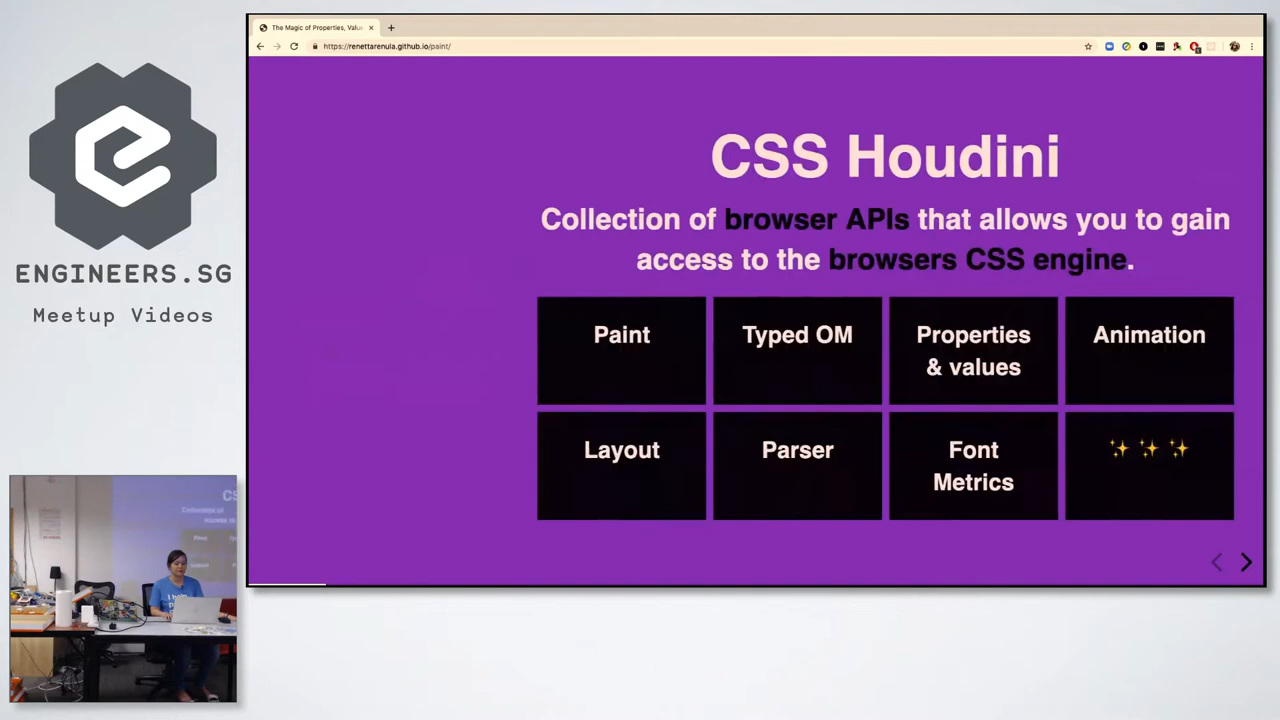 The Magic of Properties, Valu
https://renettarenula.github.io/paint/
ENGINEERS.SG
Meetup Videos
CSS Houdini
Collection of browser APIs that allows you to gain
access to the browsers CSS engine.
Paint
Typed OM
Properties
& values
Animation
Layout
Parser
Font
Metrics